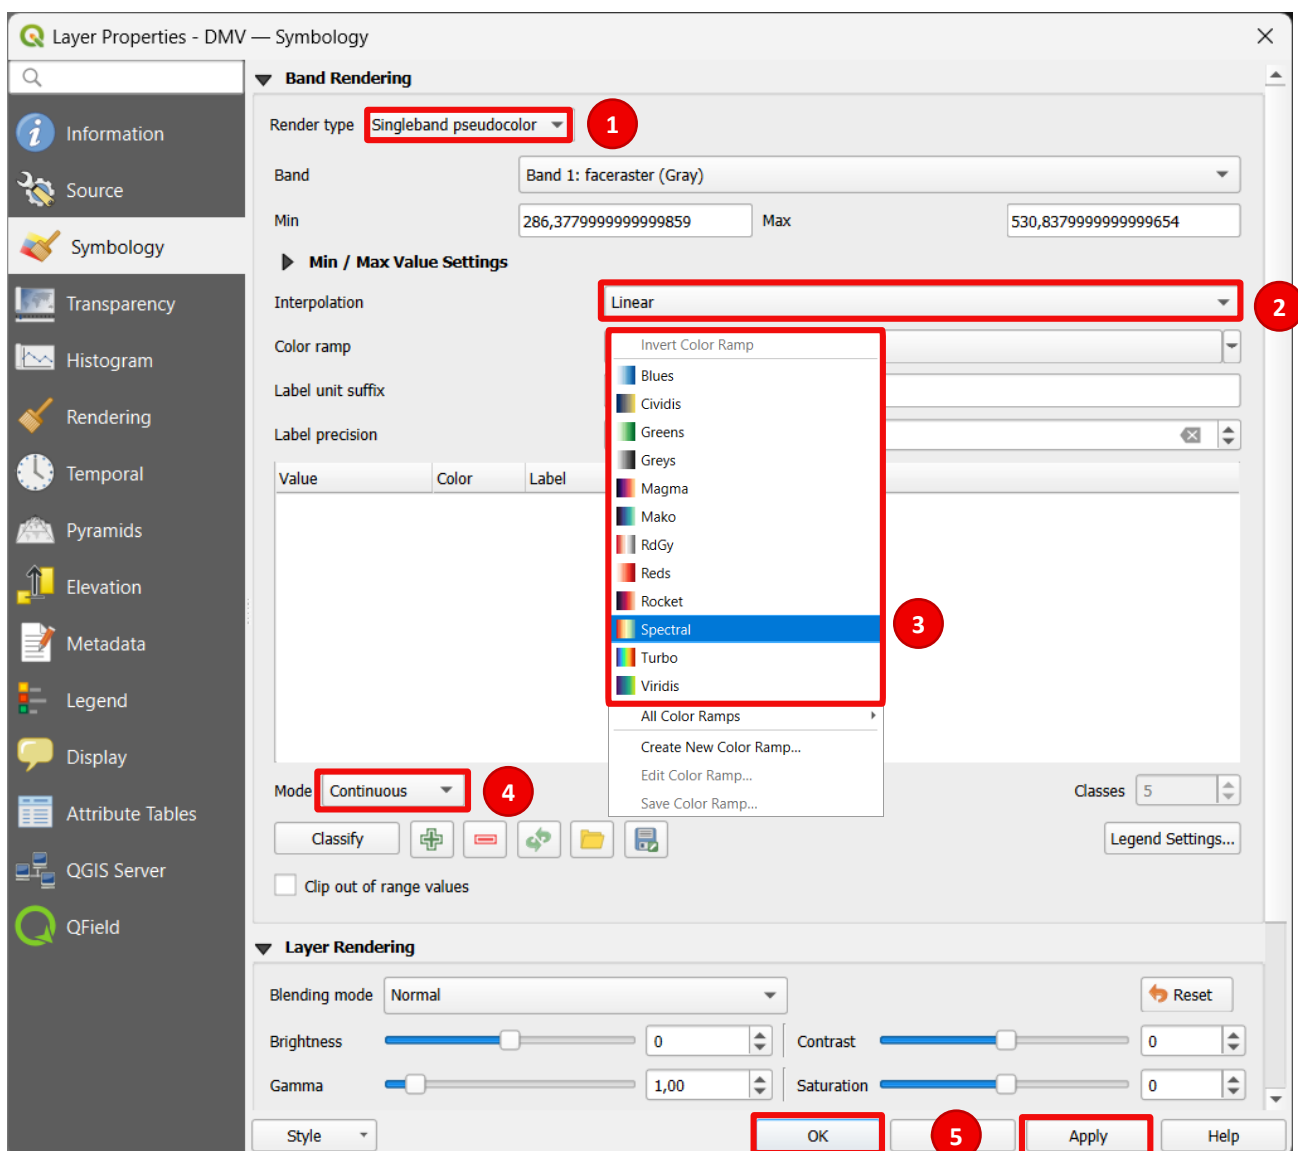 Layer Properties - DMV — Symbology
Band Rendering
Information
Render type Singleband pseudocolor 1
Source
Band Band 1: faceraster (Gray)
Min 286,3779999999999859 Max 530,8379999999999654
Symbology
Min / Max Value Settings
Transparency
Interpolation Linear 2
Histogram
Color ramp
Invert Color Ramp
Blues
Label unit suffix
Cividis
Rendering
Label precision
Greens
Greys
Temporal
Value Color Label
Magma
Mako
Pyramids
RdGy
Reds
Elevation
Rocket
Spectral 3
Metadata
Turbo
Viridis
Legend
All Color Ramps
Display
Create New Color Ramp...
Edit Color Ramp...
Mode Continuous 4 Classes 5
Save Color Ramp...
Attribute Tables
Classify Legend Settings...
QGIS Server
Clip out of range values
QField
Layer Rendering
Blending mode Normal Reset
Brightness 0 Contrast 0
Gamma 1,00 Saturation 0
Style OK 5 Apply Help